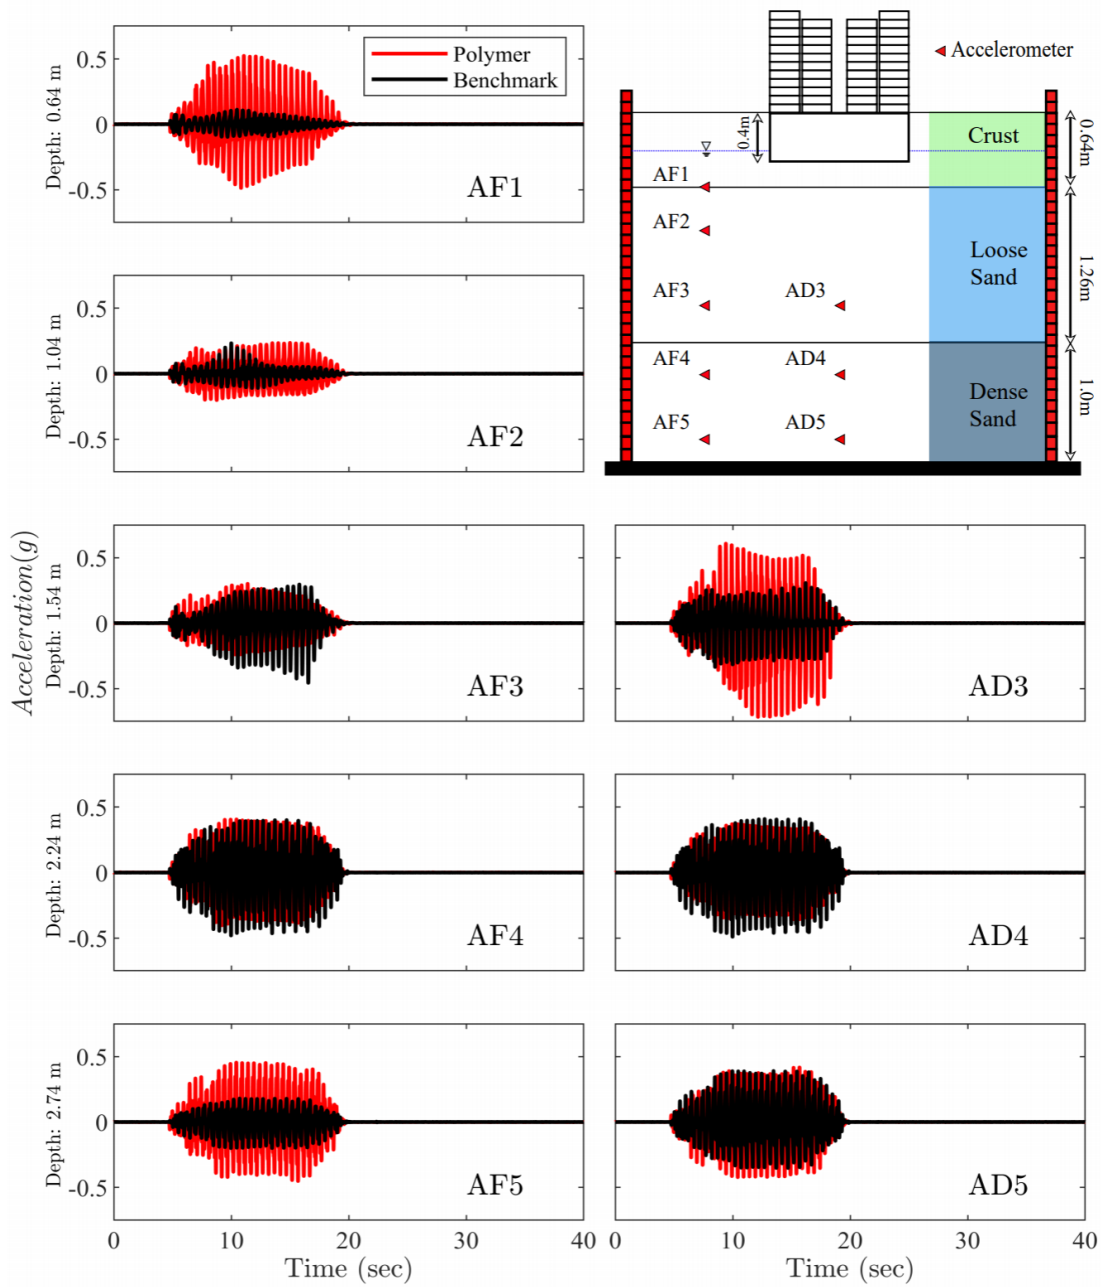 Polymer
Benchmark
0.5
0
-0.5
Depth: 0.64 m
AF1
0.5
0
-0.5
Depth: 1.04 m
AF2
Accelerometer
0.4m
Crust
0.64m
AF1
AF2
Loose
Sand
1.26m
AF3
AD3
AF4
AD4
Dense
Sand
1.0m
AF5
AD5
Acceleration(g)
0.5
0
-0.5
Depth: 1.54 m
AF3
AD3
0.5
0
-0.5
Depth: 2.24 m
AF4
AD4
0.5
0
-0.5
Depth: 2.74 m
AF5
AD5
0 10 20 30 40
0 10 20 30 40
Time (sec)
Time (sec)